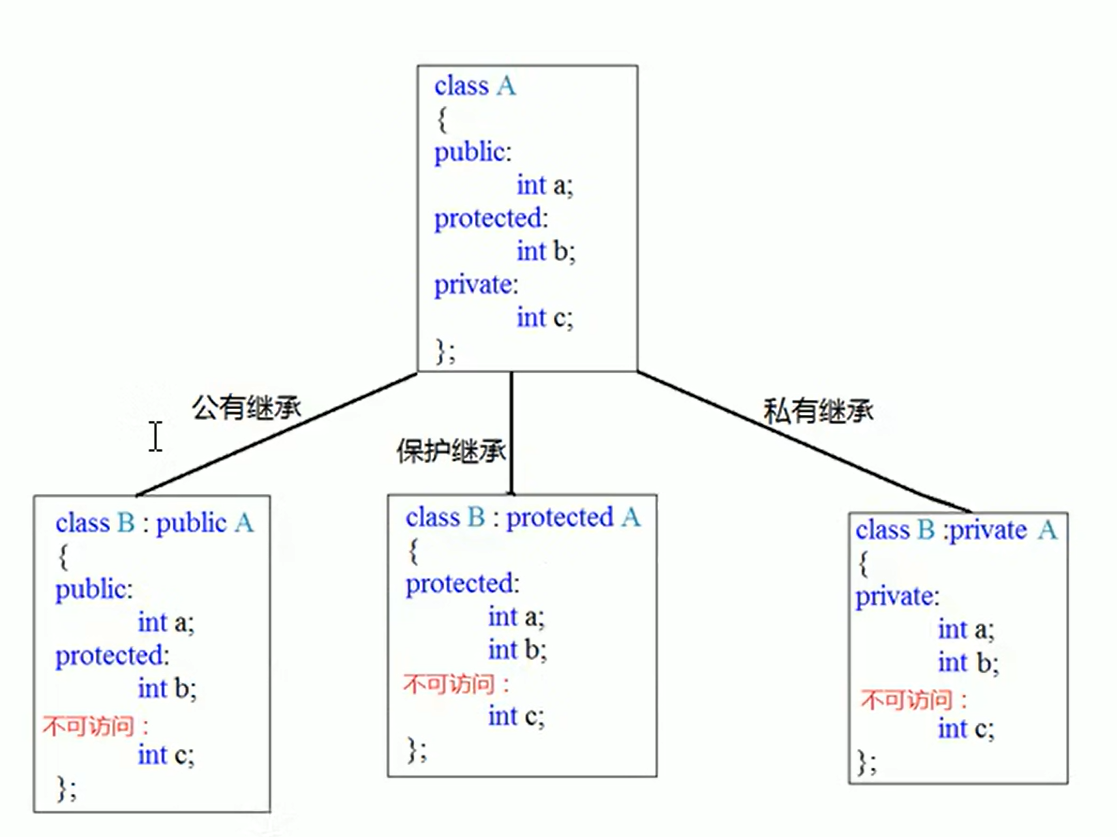 class A
{
public:
int a;
protected:
int b;
private:
int c;
};
公有继承
保护继承
私有继承
class B : public A
{
public:
int a;
protected:
int b;
不可访问：
int c;
};
class B : protected A
{
protected:
int a;
int b;
不可访问：
int c;
};
class B :private A
{
private:
int a;
int b;
不可访问：
int c;
};